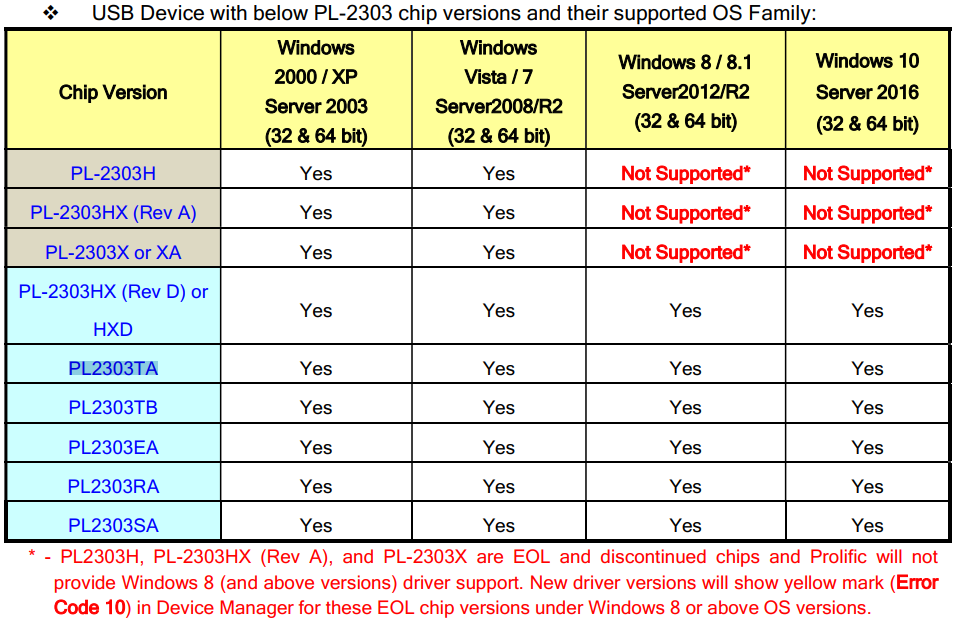 ❖ USB Device with below PL-2303 chip versions and their supported OS Family:
Chip Version
Windows
2000 / XP
Server 2003
(32 & 64 bit)
Windows
Vista / 7
Server2008/R2
(32 & 64 bit)
Windows 8 / 8.1
Server2012/R2
(32 & 64 bit)
Windows 10
Server 2016
(32 & 64 bit)
PL-2303H Yes Yes Not Supported* Not Supported*
PL-2303HX (Rev A) Yes Yes Not Supported* Not Supported*
PL-2303X or XA Yes Yes Not Supported* Not Supported*
PL-2303HX (Rev D) or
HXD
Yes Yes Yes Yes
PL2303TA Yes Yes Yes Yes
PL2303TB Yes Yes Yes Yes
PL2303EA Yes Yes Yes Yes
PL2303RA Yes Yes Yes Yes
PL2303SA Yes Yes Yes Yes
* - PL2303H, PL-2303HX (Rev A), and PL-2303X are EOL and discontinued chips and Prolific will not
provide Windows 8 (and above versions) driver support. New driver versions will show yellow mark (Error
Code 10) in Device Manager for these EOL chip versions under Windows 8 or above OS versions.